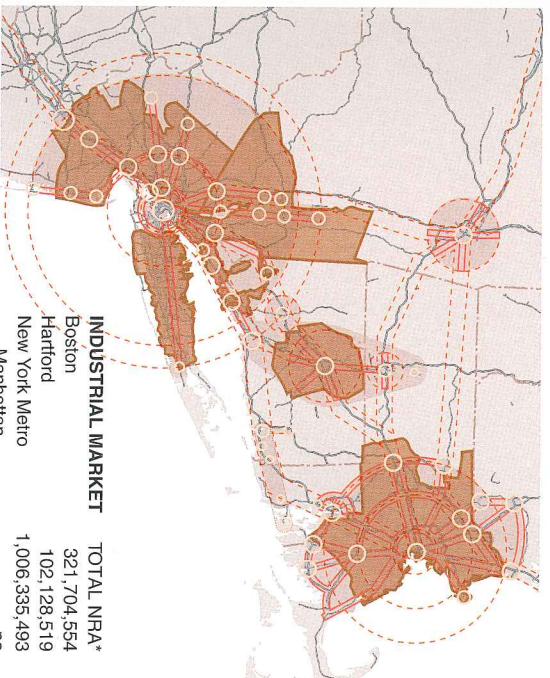 INDUSTRIAL MARKET TOTAL NRA*
Boston 321,704,554
Hartford 102,128,519
New York Metro 1,006,335,493